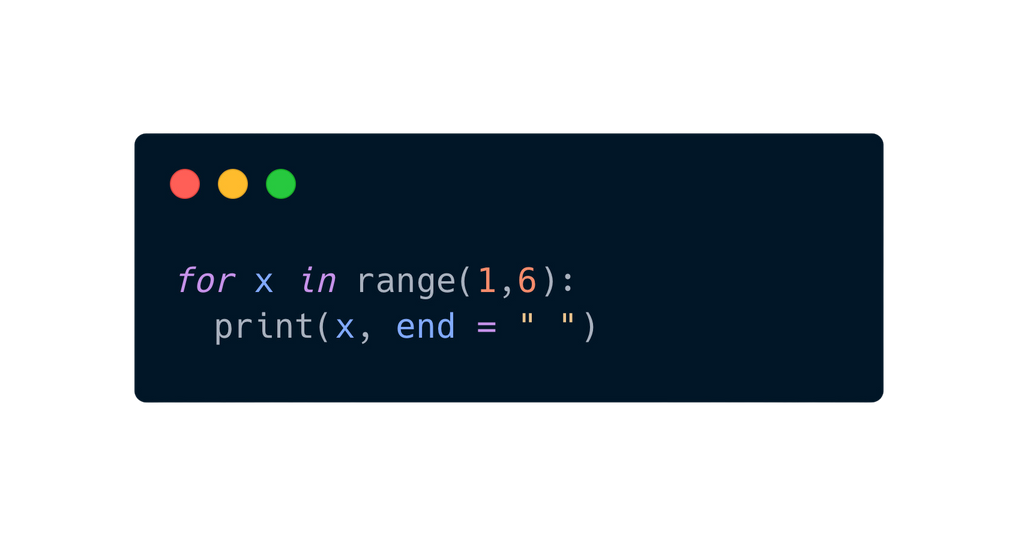 for x in range(1,6):
  print(x, end = " ")